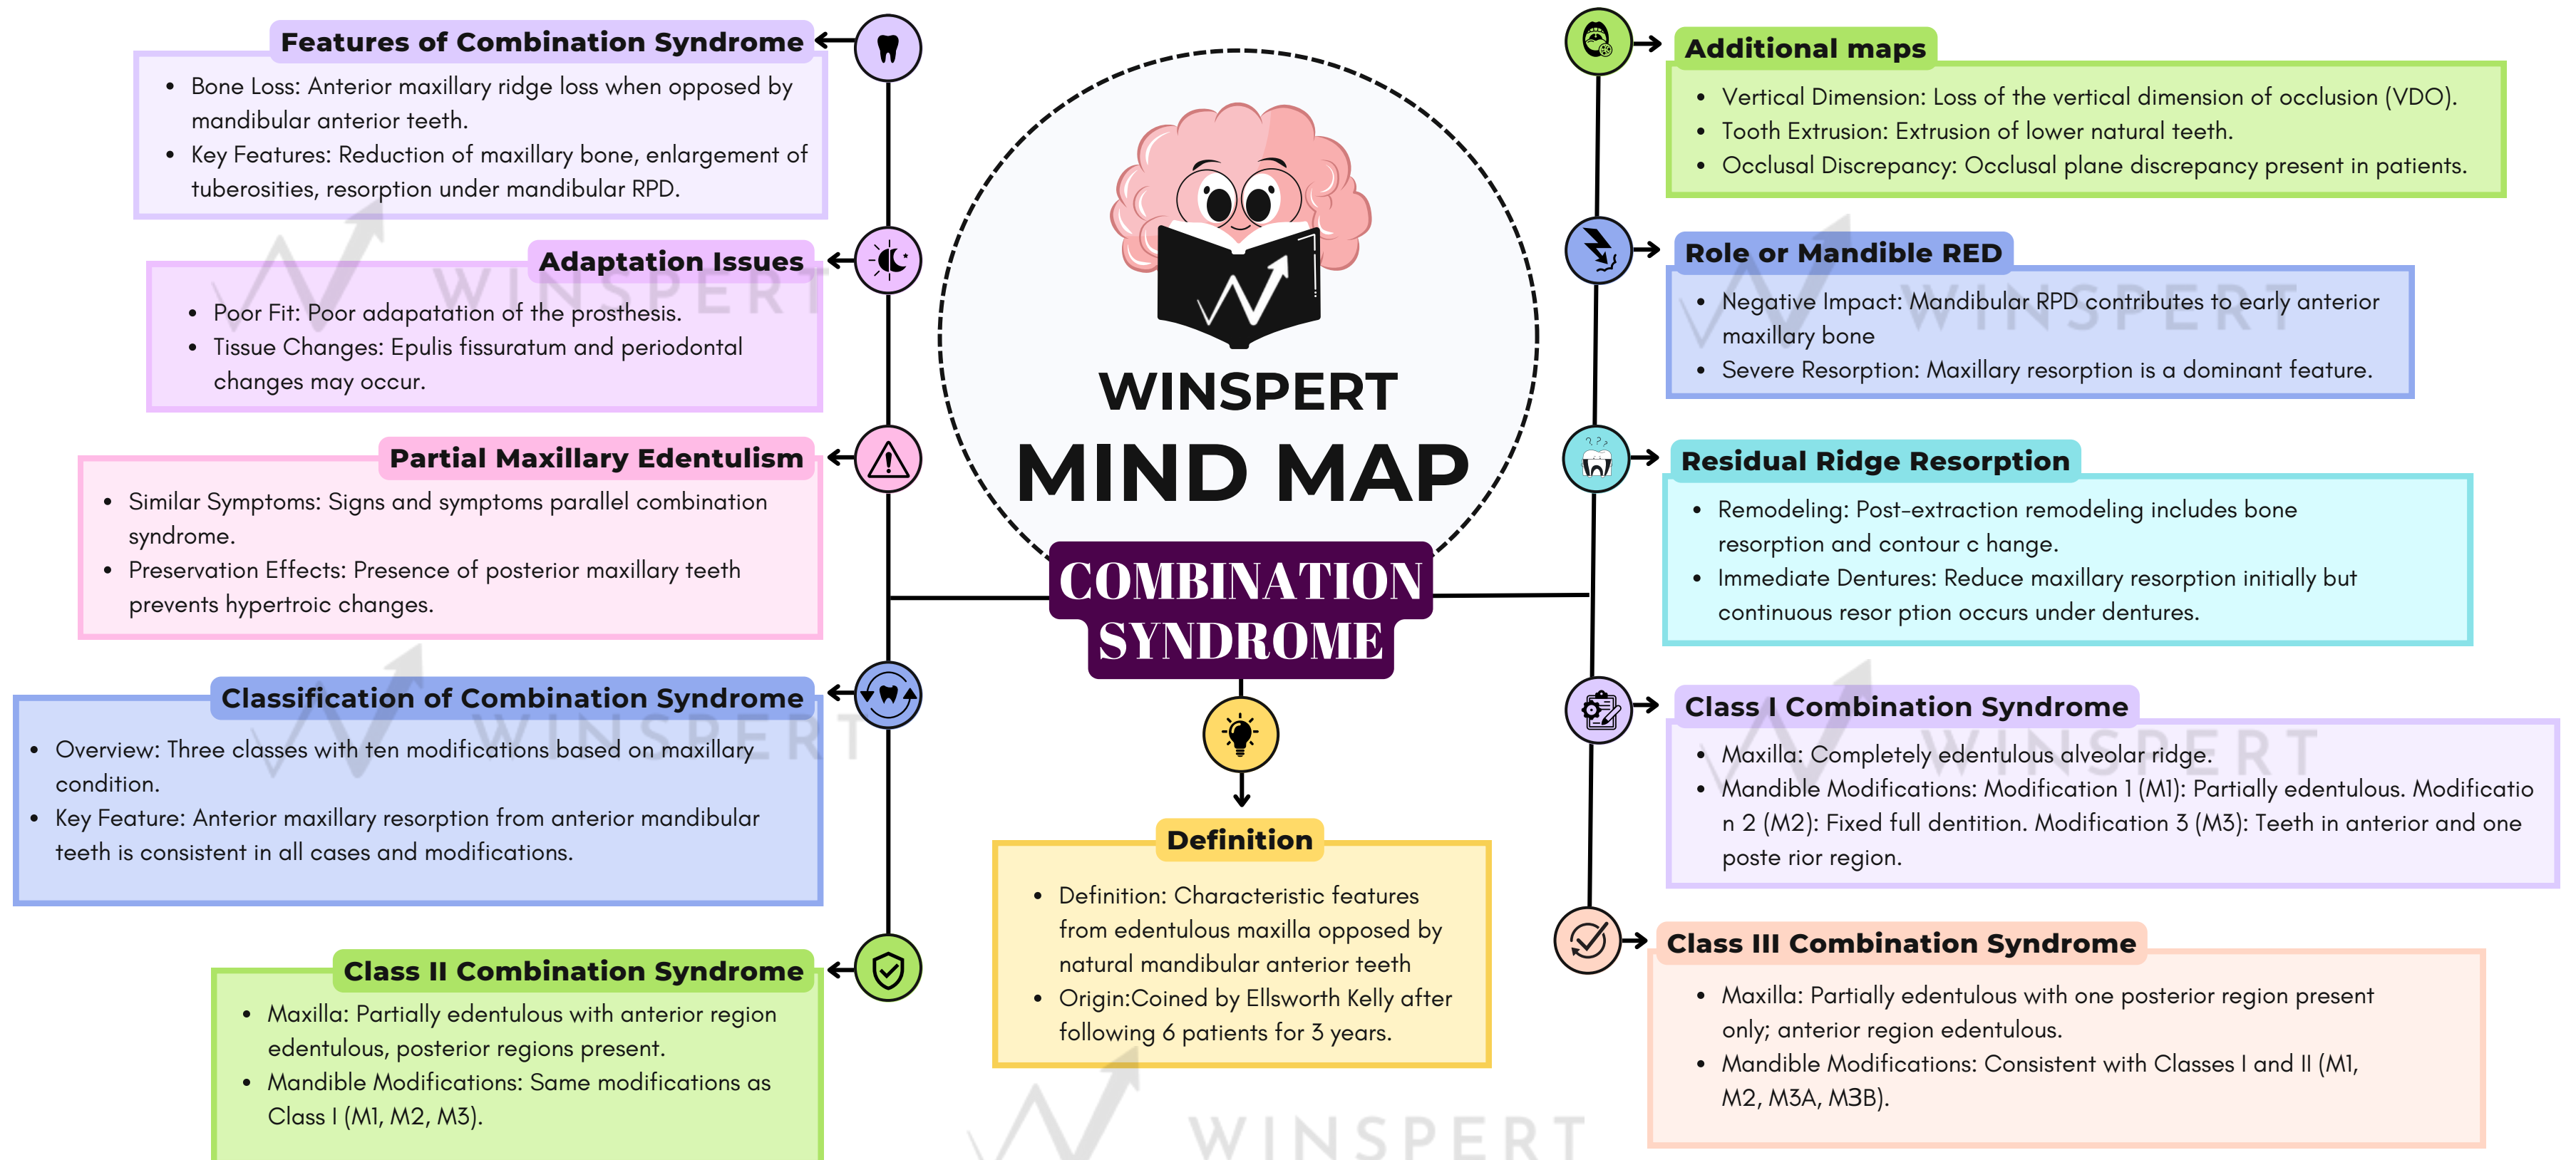 Features of Combination Syndrome
• Bone Loss: Anterior maxillary ridge loss when opposed by
mandibular anterior teeth.
• Key Features: Reduction of maxillary bone, enlargement of
tuberosities, resorption under mandibular RPD.
Adaptation Issues
• Poor Fit: Poor adapatation of the prosthesis.
• Tissue Changes: Epulis fissuratum and periodontal
changes may occur.
Partial Maxillary Edentulism
• Similar Symptoms: Signs and symptoms parallel combination
syndrome.
• Preservation Effects: Presence of posterior maxillary teeth
prevents hypertroic changes.
Classification of Combination Syndrome
• Overview: Three classes with ten modifications based on maxillary
condition.
• Key Feature: Anterior maxillary resorption from anterior mandibular
teeth is consistent in all cases and modifications.
Class II Combination Syndrome
• Maxilla: Partially edentulous with anterior region
edentulous, posterior regions present.
• Mandible Modifications: Same modifications as
Class I (M1, M2, M3).
WINSPERT
MIND MAP
COMBINATION
SYNDROME
Definition
• Definition: Characteristic features
from edentulous maxilla opposed by
natural mandibular anterior teeth
• Origin:Coined by Ellsworth Kelly after
following 6 patients for 3 years.
Additional maps
• Vertical Dimension: Loss of the vertical dimension of occlusion (VDO).
• Tooth Extrusion: Extrusion of lower natural teeth.
• Occlusal Discrepancy: Occlusal plane discrepancy present in patients.
Role or Mandible RED
• Negative Impact: Mandibular RPD contributes to early anterior
maxillary bone
• Severe Resorption: Maxillary resorption is a dominant feature.
Residual Ridge Resorption
• Remodeling: Post-extraction remodeling includes bone
resorption and contour c hange.
• Immediate Dentures: Reduce maxillary resorption initially but
continuous resor ption occurs under dentures.
Class I Combination Syndrome
• Maxilla: Completely edentulous alveolar ridge.
• Mandible Modifications: Modification 1 (M1): Partially edentulous. Modificatio
n 2 (M2): Fixed full dentition. Modification 3 (M3): Teeth in anterior and one
poste rior region.
Class III Combination Syndrome
• Maxilla: Partially edentulous with one posterior region present
only; anterior region edentulous.
• Mandible Modifications: Consistent with Classes I and II (M1,
M2, M3A, M3B).
WINSPERT
WINSPERT
WINSPERT
WINSPERT
WINSPERT